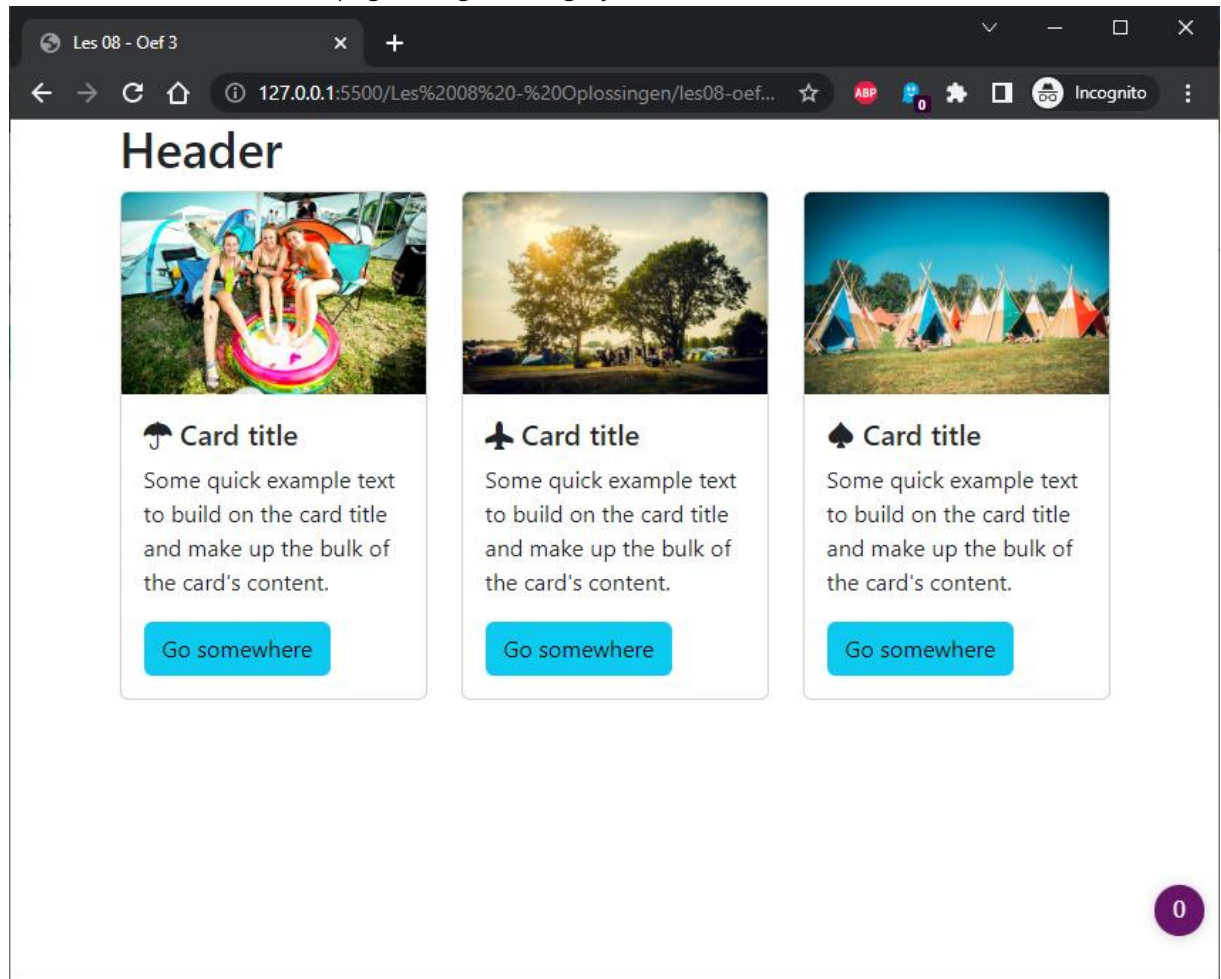 Les 08 - Oef 3
127.0.0.1:5500/Les%2008%20-%20Oplossingen/les08-oef...
ABP
0
Incognito
Header
Card title
Card title
Card title
Some quick example text
to build on the card title
and make up the bulk of
the card's content.
Some quick example text
to build on the card title
and make up the bulk of
the card's content.
Some quick example text
to build on the card title
and make up the bulk of
the card's content.
Go somewhere
Go somewhere
Go somewhere
0